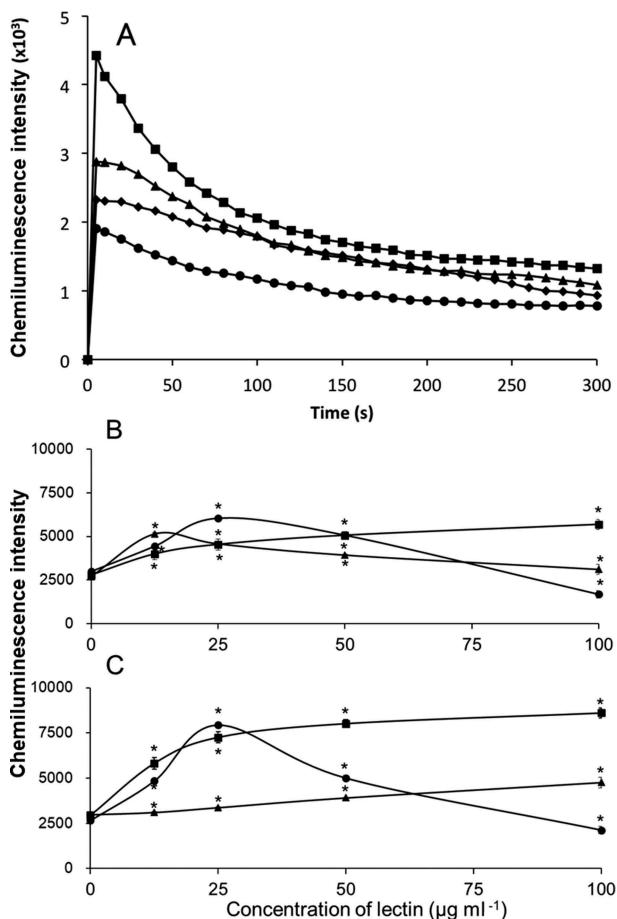 A
Chemiluminescence intensity (x10³)
5
4
3
2
1
0
0 50 100 150 200 250 300
Time (s)
B
Chemiluminescence intensity
10000
7500
5000
2500
0
* * * * * * * * * * * *
0 25 50 75 100
C
10000
7500
5000
2500
0
* * * * * * * * * * * *
0 25 50 75 100
Concentration of lectin (µg ml⁻¹)